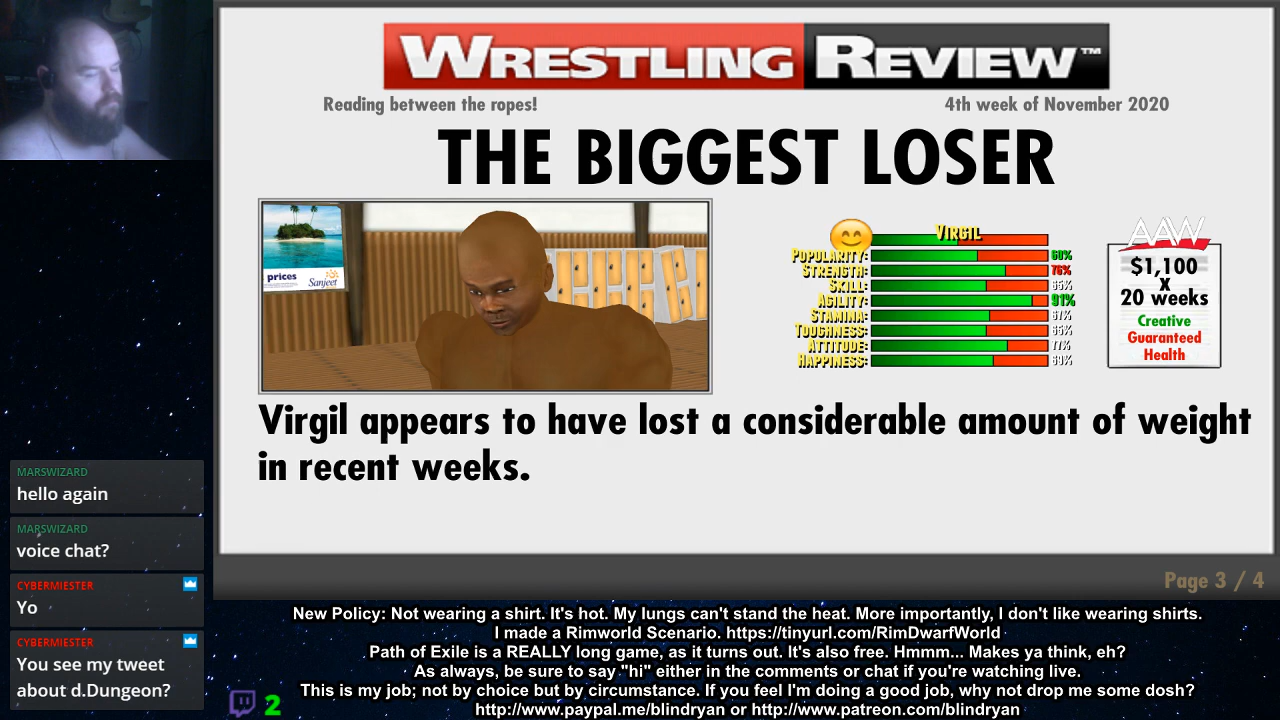 WRESTLING REVIEW™
Reading between the ropes!
4th week of November 2020
THE BIGGEST LOSER
prices
Sanjeet
VIRGIL
POPULARITY: 60%
STRENGTH: 76%
SKILL: 65%
AGILITY: 91%
STAMINA: 67%
TOUGHNESS: 65%
ATTITUDE: 77%
HAPPINESS: 69%
AAW
$1,100
X
20 weeks
Creative
Guaranteed
Health
Virgil appears to have lost a considerable amount of weight
in recent weeks.
Page 3 / 4
MARSWIZARD
hello again
MARSWIZARD
voice chat?
CYBERMIESTER
Yo
CYBERMIESTER
You see my tweet
about d.Dungeon?
2
New Policy: Not wearing a shirt. It's hot. My lungs can't stand the heat. More importantly, I don't like wearing shirts.
I made a Rimworld Scenario. https://tinyurl.com/RimDwarfWorld
Path of Exile is a REALLY long game, as it turns out. It's also free. Hmmm... Makes ya think, eh?
As always, be sure to say "hi" either in the comments or chat if you're watching live.
This is my job; not by choice but by circumstance. If you feel I'm doing a good job, why not drop me some dosh?
http://www.paypal.me/blindryan or http://www.patreon.com/blindryan